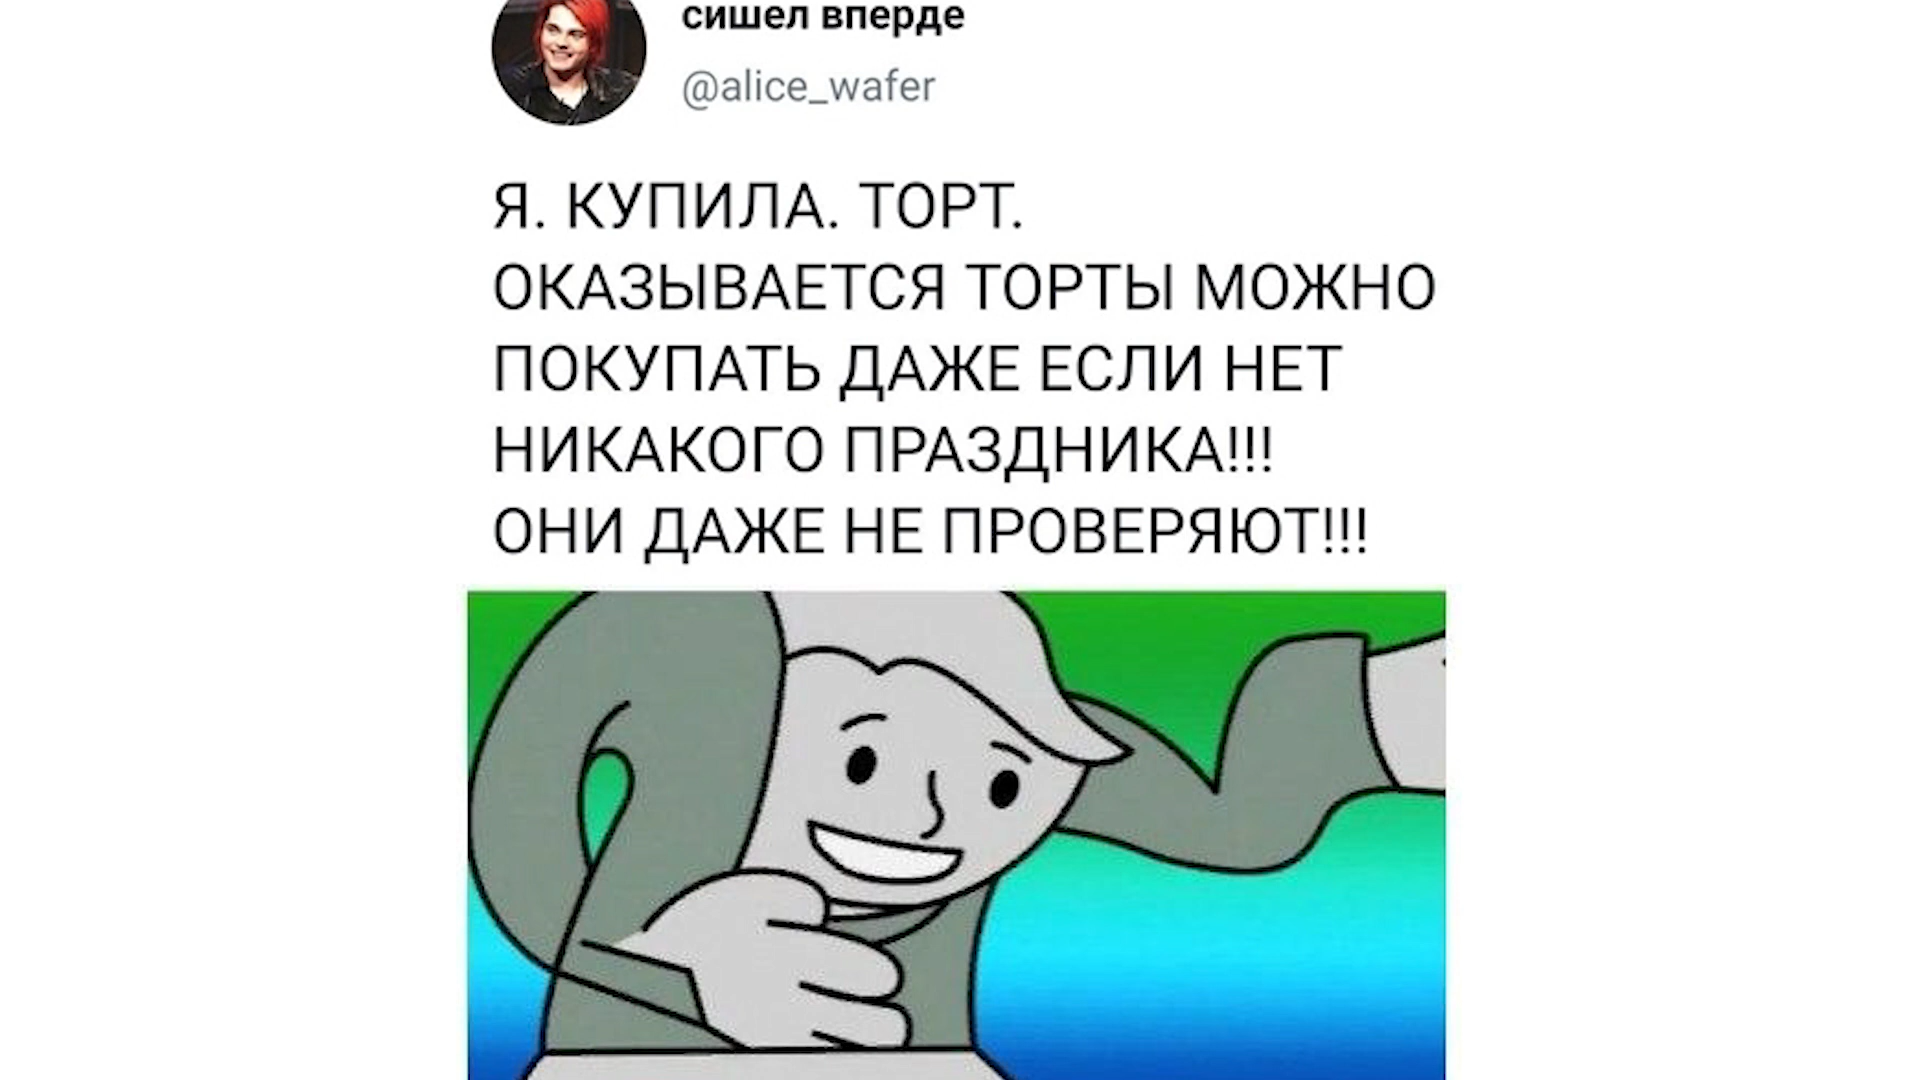 сишел вперде
@alice_wafer
Я. КУПИЛА. ТОРТ.
ОКАЗЫВАЕТСЯ ТОРТЫ МОЖНО
ПОКУПАТЬ ДАЖЕ ЕСЛИ НЕТ
НИКАКОГО ПРАЗДНИКА!!!
ОНИ ДАЖЕ НЕ ПРОВЕРЯЮТ!!!